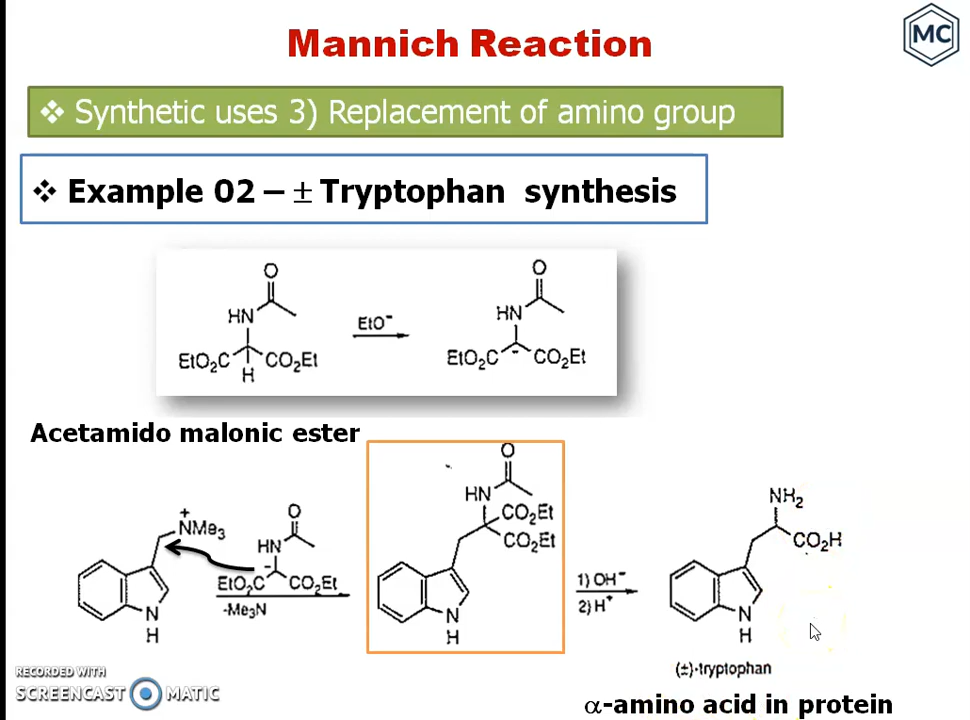 Mannich Reaction
MC
❖ Synthetic uses 3) Replacement of amino group
❖ Example 02 – ± Tryptophan synthesis
O
HN
EtO₂C CO₂Et
H
EtO⁻
O
HN
EtO₂C CO₂Et
-
Acetamido malonic ester
+
NMe₃
N
H
O
HN
-
EtO₂C CO₂Et
-Me₃N
O
HN
CO₂Et
CO₂Et
N
H
1) OH⁻
2) H⁺
NH₂
CO₂H
N
H
(±)-tryptophan
α-amino acid in protein
RECORDED WITH
SCREENCAST MATIC